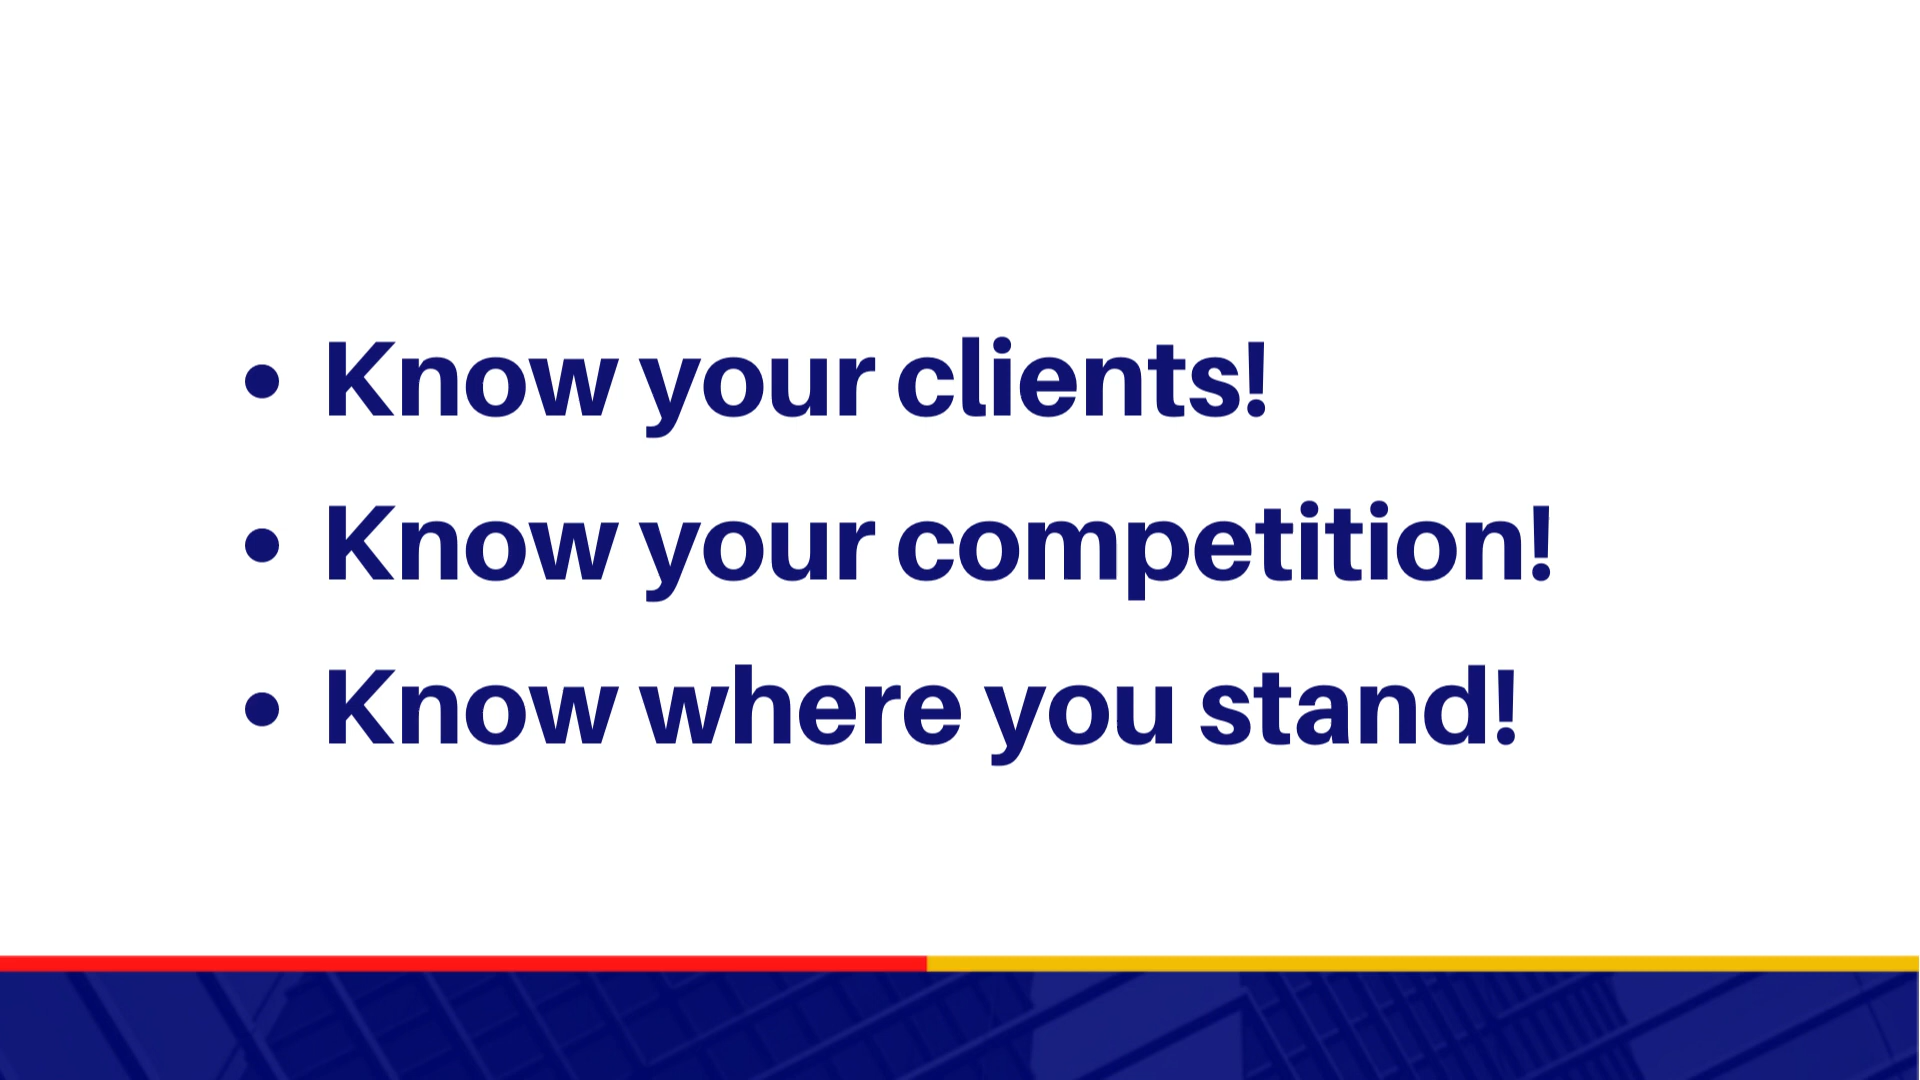 • Know your clients!
• Know your competition!
• Know where you stand!